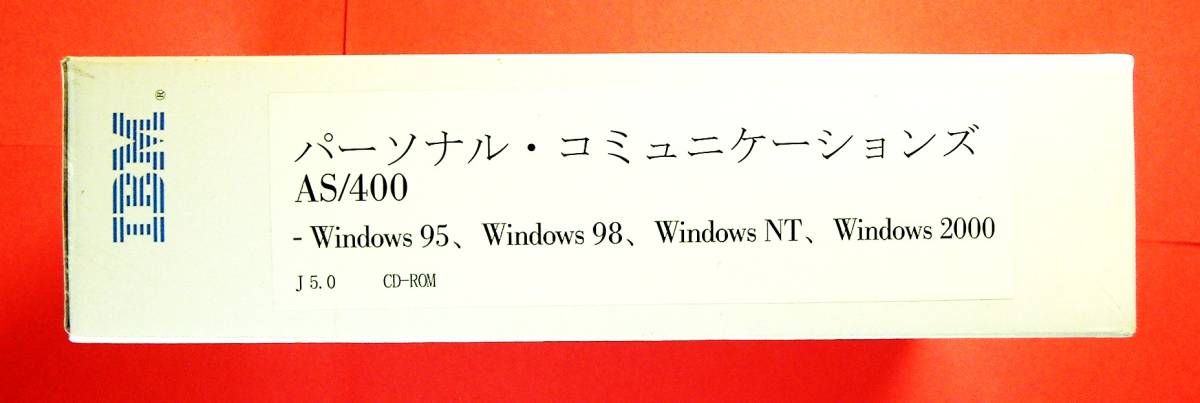 IBM®
パーソナル・コミュニケーションズ
AS/400
- Windows 95、Windows 98、Windows NT、Windows 2000
J 5.0 CD-ROM